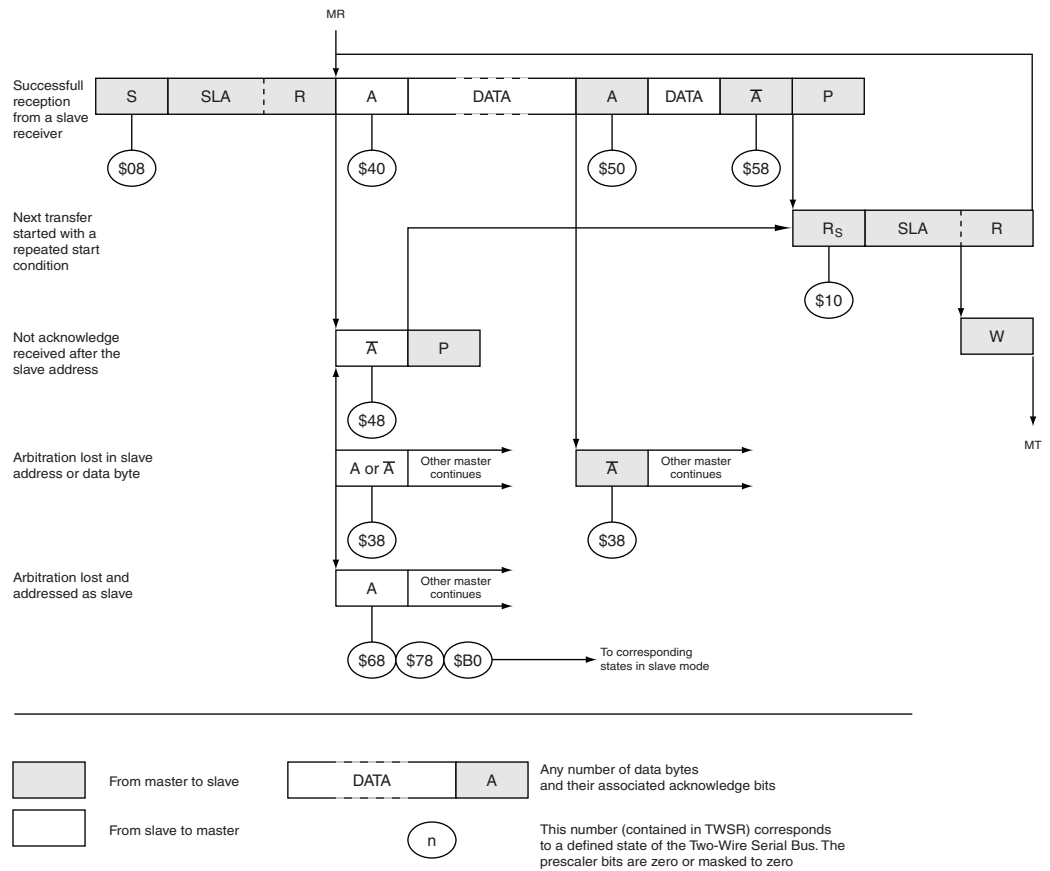 MR
Successfull
reception
from a slave
receiver
S SLA R A DATA A DATA A̅ P
$08 $40 $50 $58
Next transfer
started with a
repeated start
condition
RS SLA R
$10
W
MT
Not acknowledge
received after the
slave address
A̅ P
$48
Arbitration lost in slave
address or data byte
A or A̅ Other master
continues
A̅ Other master
continues
$38 $38
Arbitration lost and
addressed as slave
A Other master
continues
$68 $78 $B0
To corresponding
states in slave mode
From master to slave
DATA A
Any number of data bytes
and their associated acknowledge bits
From slave to master
n
This number (contained in TWSR) corresponds
to a defined state of the Two-Wire Serial Bus. The
prescaler bits are zero or masked to zero